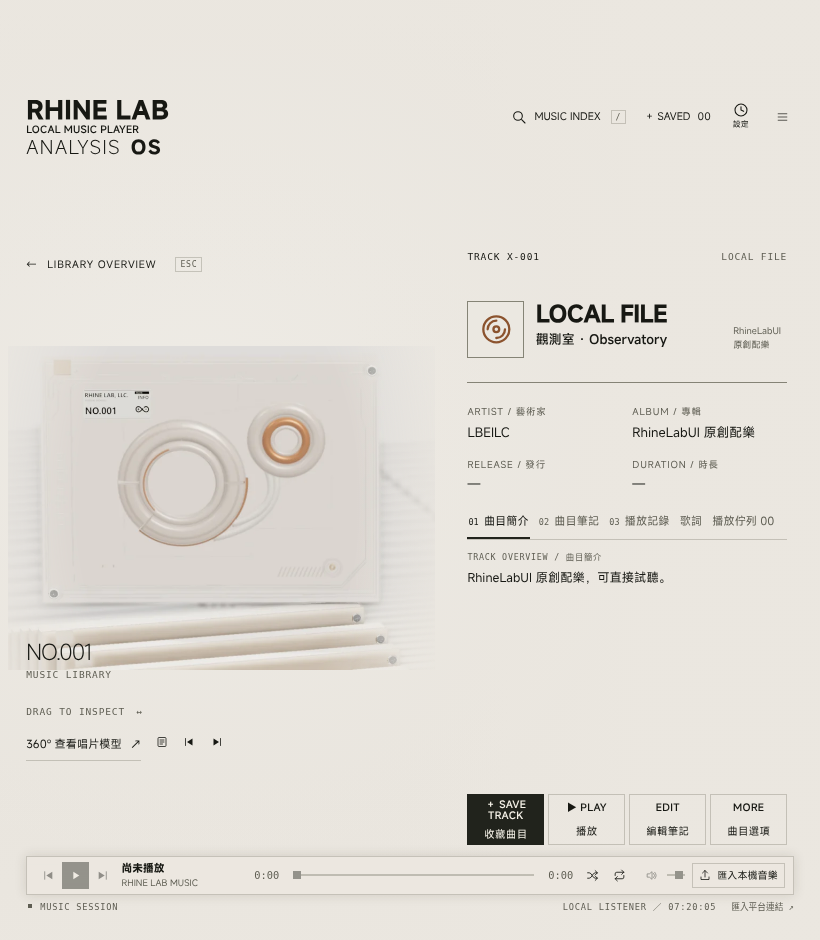 RHINE LAB
LOCAL MUSIC PLAYER
ANALYSIS OS
MUSIC INDEX /
+ SAVED 00
設定
← LIBRARY OVERVIEW ESC
TRACK X-001
LOCAL FILE
LOCAL FILE
觀測室 · Observatory
RhineLabUI
原創配樂
RHINE LAB, LLC.
NO.001
ARTIST / 藝術家
LBEILC
ALBUM / 專輯
RhineLabUI 原創配樂
RELEASE / 發行
—
DURATION / 時長
—
01 曲目簡介 02 曲目筆記 03 播放記錄 歌詞 播放佇列 00
TRACK OVERVIEW / 曲目簡介
RhineLabUI 原創配樂，可直接試聽。
NO.001
MUSIC LIBRARY
DRAG TO INSPECT ↔
360° 查看唱片模型 ↗
+ SAVE
TRACK
收藏曲目
▶ PLAY
播放
EDIT
編輯筆記
MORE
曲目選項
尚未播放
RHINE LAB MUSIC
0:00
0:00
匯入本機音樂
MUSIC SESSION
LOCAL LISTENER ／ 07:20:05
匯入平台連結 ↗